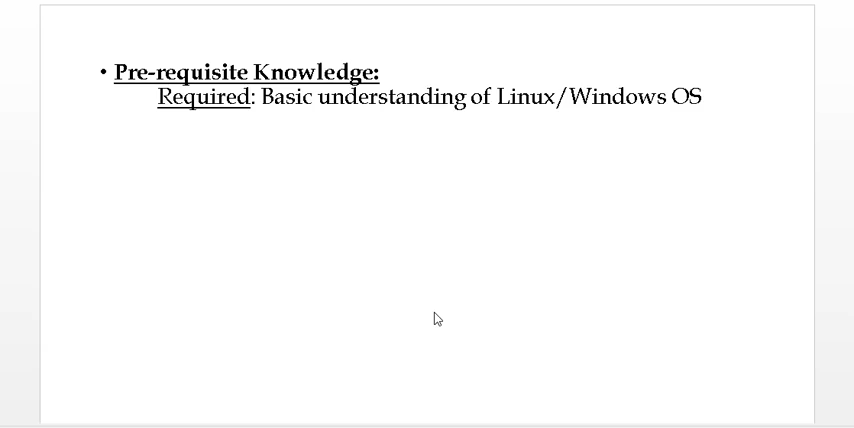 • Pre-requisite Knowledge:
Required: Basic understanding of Linux/Windows OS